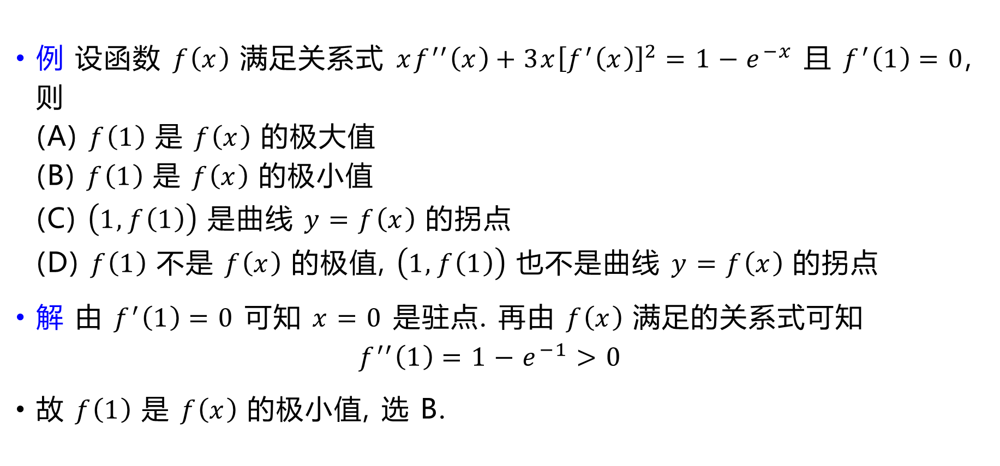 • 例 设函数 f(x) 满足关系式 xf′′(x) + 3x[f′(x)]² = 1 − e⁻ˣ 且 f′(1) = 0,
则
(A) f(1) 是 f(x) 的极大值
(B) f(1) 是 f(x) 的极小值
(C) (1, f(1)) 是曲线 y = f(x) 的拐点
(D) f(1) 不是 f(x) 的极值, (1, f(1)) 也不是曲线 y = f(x) 的拐点
• 解 由 f′(1) = 0 可知 x = 0 是驻点. 再由 f(x) 满足的关系式可知
f′′(1) = 1 − e⁻¹ > 0
• 故 f(1) 是 f(x) 的极小值, 选 B.